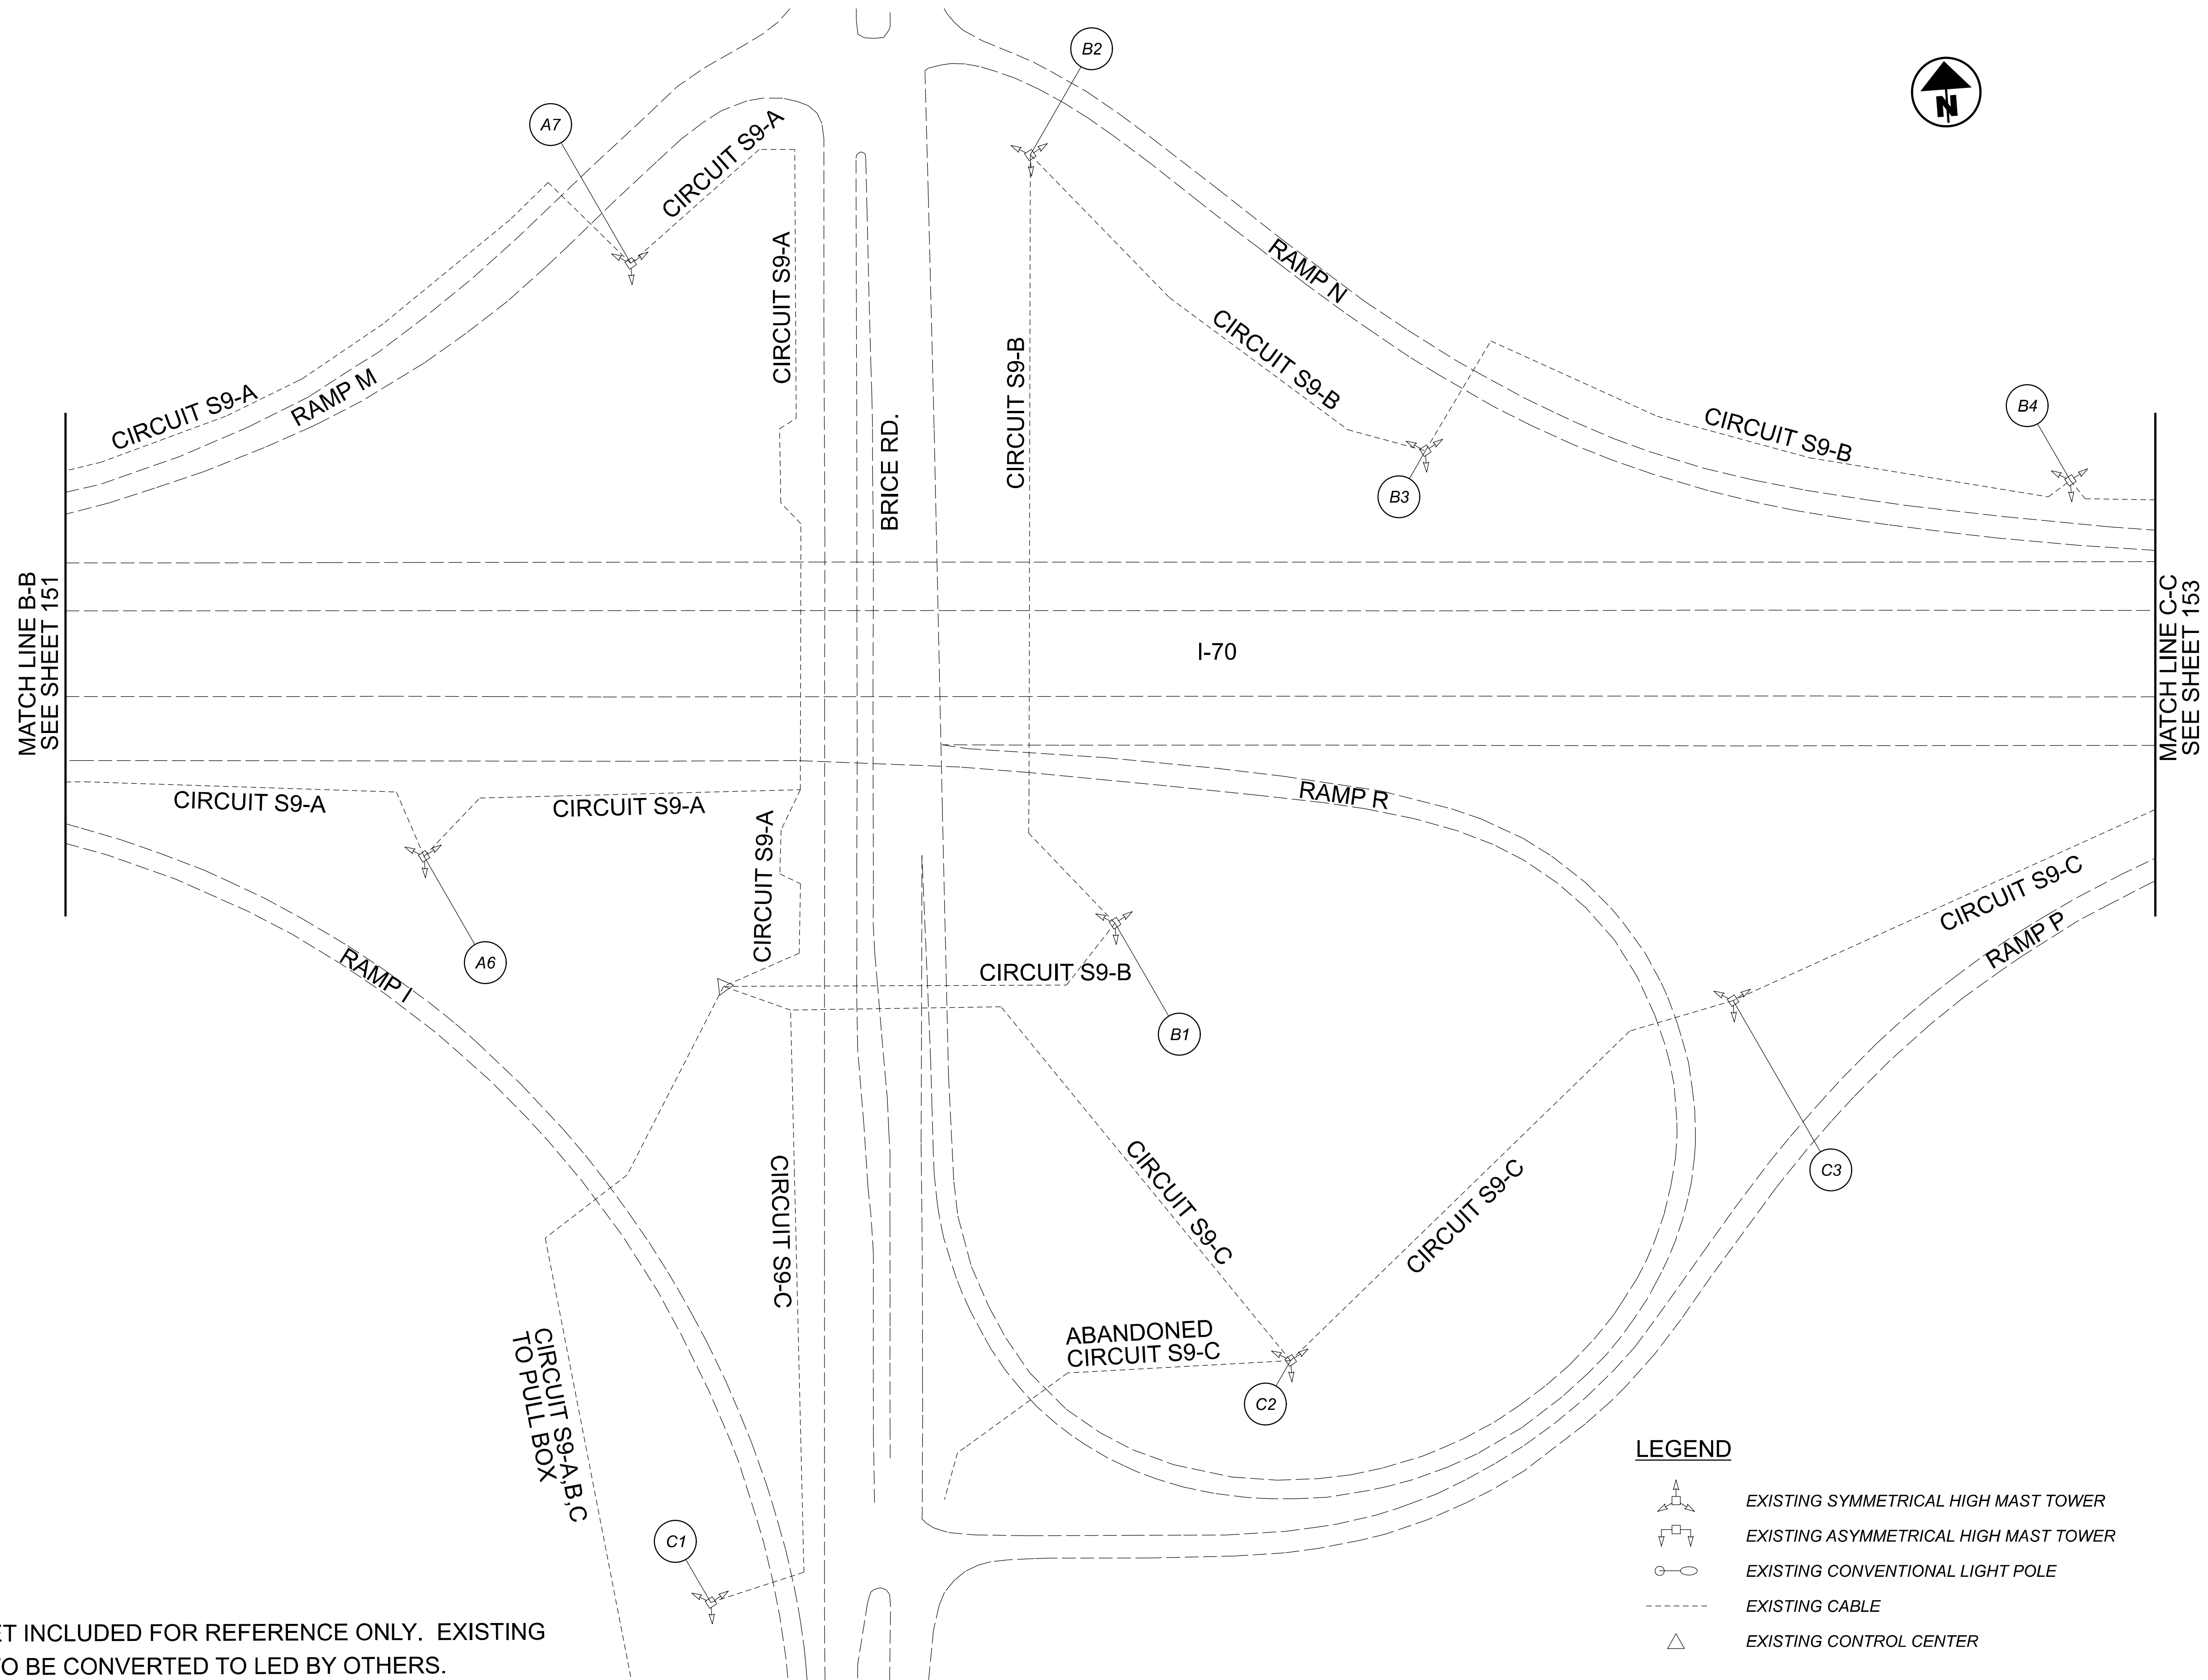 B2
N
A7
CIRCUIT S9-A
CIRCUIT S9-A
RAMP N
CIRCUIT S9-B
CIRCUIT S9-B
CIRCUIT S9-A
RAMP M
BRICE RD.
B3
CIRCUIT S9-B
B4
MATCH LINE B-B
SEE SHEET 151
I-70
MATCH LINE C-C
SEE SHEET 153
CIRCUIT S9-A
CIRCUIT S9-A
CIRCUIT S9-A
RAMP R
A6
RAMP I
CIRCUIT S9-B
B1
CIRCUIT S9-C
RAMP P
C3
CIRCUIT S9-C
CIRCUIT S9-C
CIRCUIT S9-C
ABANDONED
CIRCUIT S9-C
C2
CIRCUIT S9-A,B,C
TO PULL BOX
C1
LEGEND
EXISTING SYMMETRICAL HIGH MAST TOWER
EXISTING ASYMMETRICAL HIGH MAST TOWER
EXISTING CONVENTIONAL LIGHT POLE
EXISTING CABLE
EXISTING CONTROL CENTER
INCLUDED FOR REFERENCE ONLY. EXISTING
TO BE CONVERTED TO LED BY OTHERS.